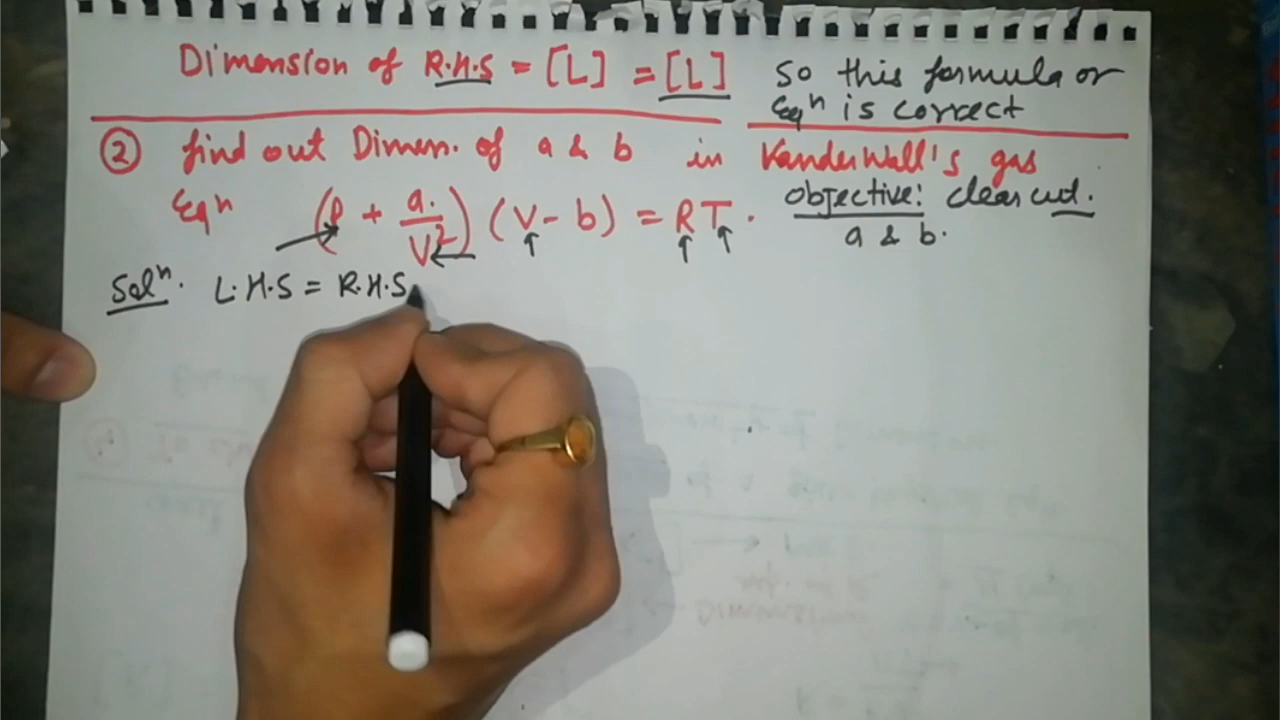 Dimension of R.H.S = [L] = [L] So this formula or
Eqⁿ is correct
② find out Dimen. of a & b in VanderWall's gas
Eqⁿ (P + a/V²) (V - b) = RT.
objective: clear cut.
a & b.
Solⁿ. L.H.S = R.H.S